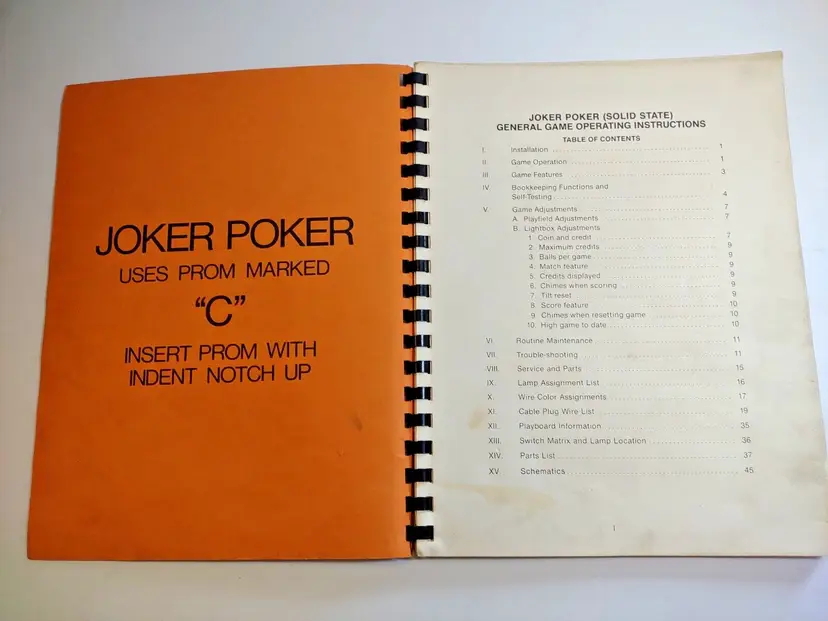 JOKER POKER
USES PROM MARKED
“C”
INSERT PROM WITH
INDENT NOTCH UP
JOKER POKER (SOLID STATE)
GENERAL GAME OPERATING INSTRUCTIONS
TABLE OF CONTENTS
I. Installation 1
II. Game Operation 1
III Game Features 3
IV Bookkeeping Functions and
Self-Testing 4
V. Game Adjustments 7
A. Playfield Adjustments 7
B. Lightbox Adjustments
1. Coin and credit 7
2. Maximum credits 9
3. Balls per game 9
4. Match feature 9
5. Credits displayed 9
6. Chimes when scoring 9
7. Tilt reset 9
8. Score feature 10
9. Chimes when resetting game 10
10. High game to date 10
VI. Routine Maintenance 11
VII. Trouble-shooting 11
VIII. Service and Parts 15
IX. Lamp Assignment List 16
X. Wire Color Assignments 17
XI. Cable Plug Wire List 19
XII. Playboard Information 35
XIII. Switch Matrix and Lamp Location 36
XIV. Parts List 37
XV. Schematics 45
I